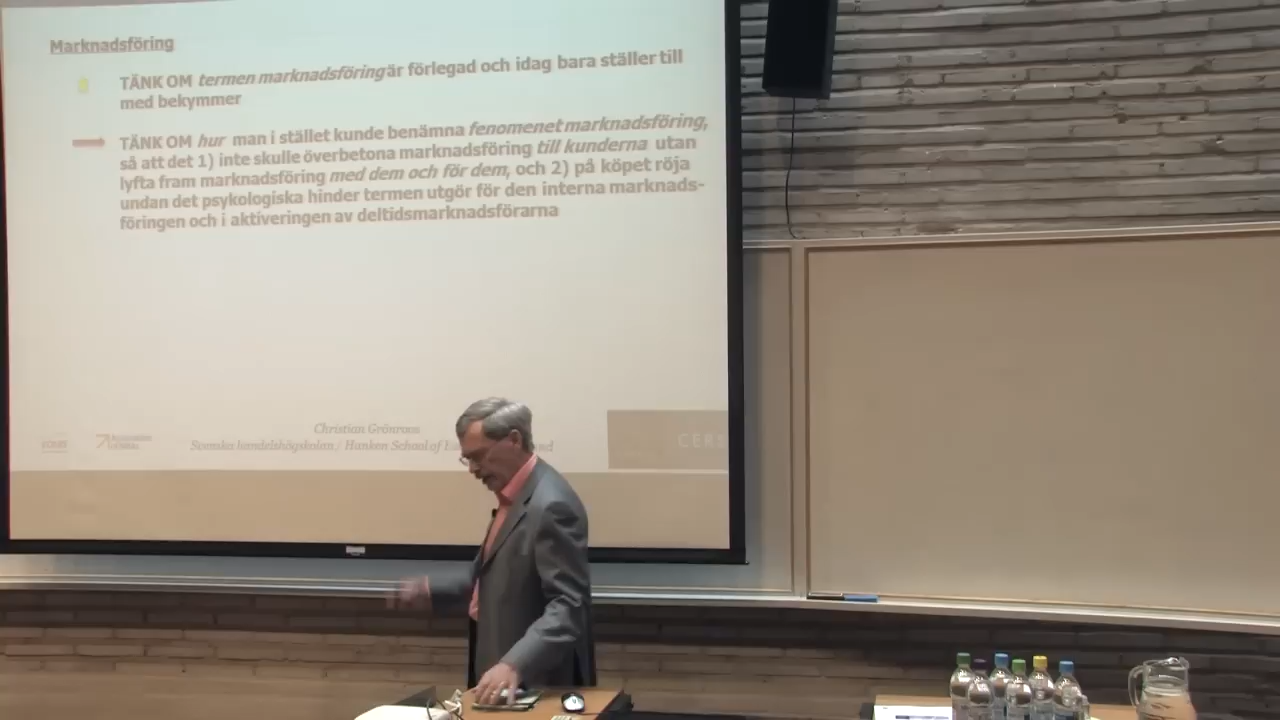 Marknadsföring
TÄNK OM termen marknadsföring är förlegad och idag bara ställer till
med bekymmer
TÄNK OM hur man i stället kunde benämna fenomenet marknadsföring,
så att det 1) inte skulle överbetona marknadsföring till kunderna utan
lyfta fram marknadsföring med dem och för dem, och 2) på köpet röja
undan det psykologiska hinder termen utgör för den interna marknads-
föringen och i aktiveringen av deltidsmarknadsförarna
Christian Grönroos
Svenska handelshögskolan / Hanken School of
CERS